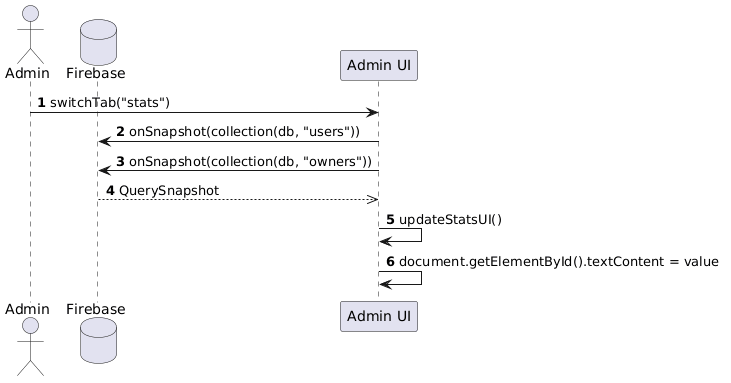 Admin
Firebase
Admin UI
1 switchTab("stats")
2 onSnapshot(collection(db, "users"))
3 onSnapshot(collection(db, "owners"))
4 QuerySnapshot
5 updateStatsUI()
6 document.getElementById().textContent = value
Admin
Firebase
Admin UI